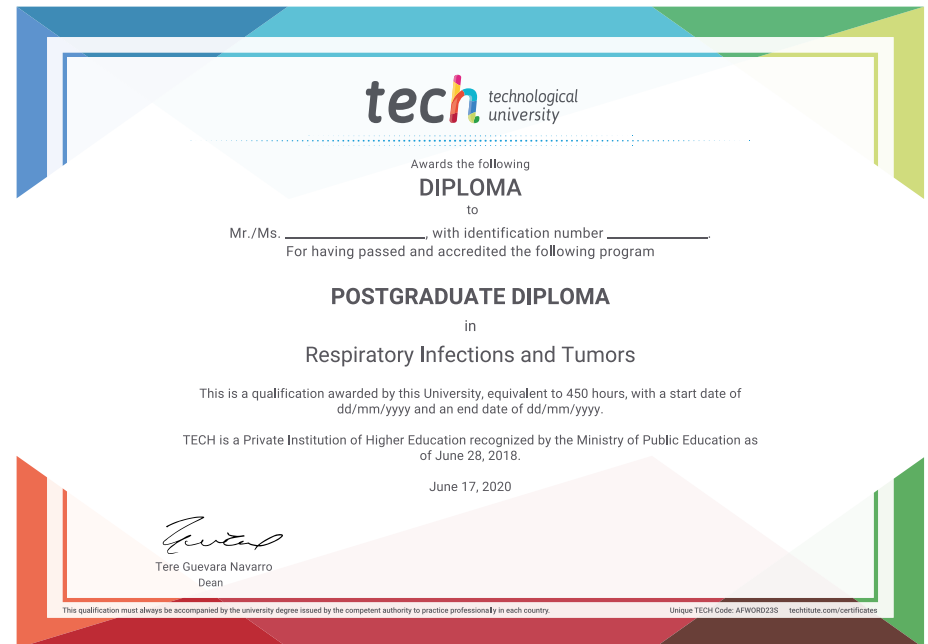 tech technological
university
Awards the following
DIPLOMA
to
Mr./Ms. ________________, with identification number ____________.
For having passed and accredited the following program
POSTGRADUATE DIPLOMA
in
Respiratory Infections and Tumors
This is a qualification awarded by this University, equivalent to 450 hours, with a start date of
dd/mm/yyyy and an end date of dd/mm/yyyy.
TECH is a Private Institution of Higher Education recognized by the Ministry of Public Education as
of June 28, 2018.
June 17, 2020
Tere Guevara Navarro
Dean
This qualification must always be accompanied by the university degree issued by the competent authority to practice professionally in each country.
Unique TECH Code: AFWORD23S techtitute.com/certificates